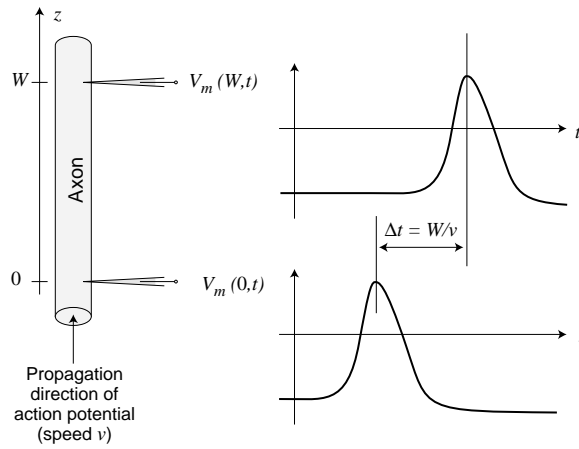 z
W
V_m (W,t)
t
Axon
Δt = W/v
0
V_m (0,t)
Propagation
direction of
action potential
(speed v)